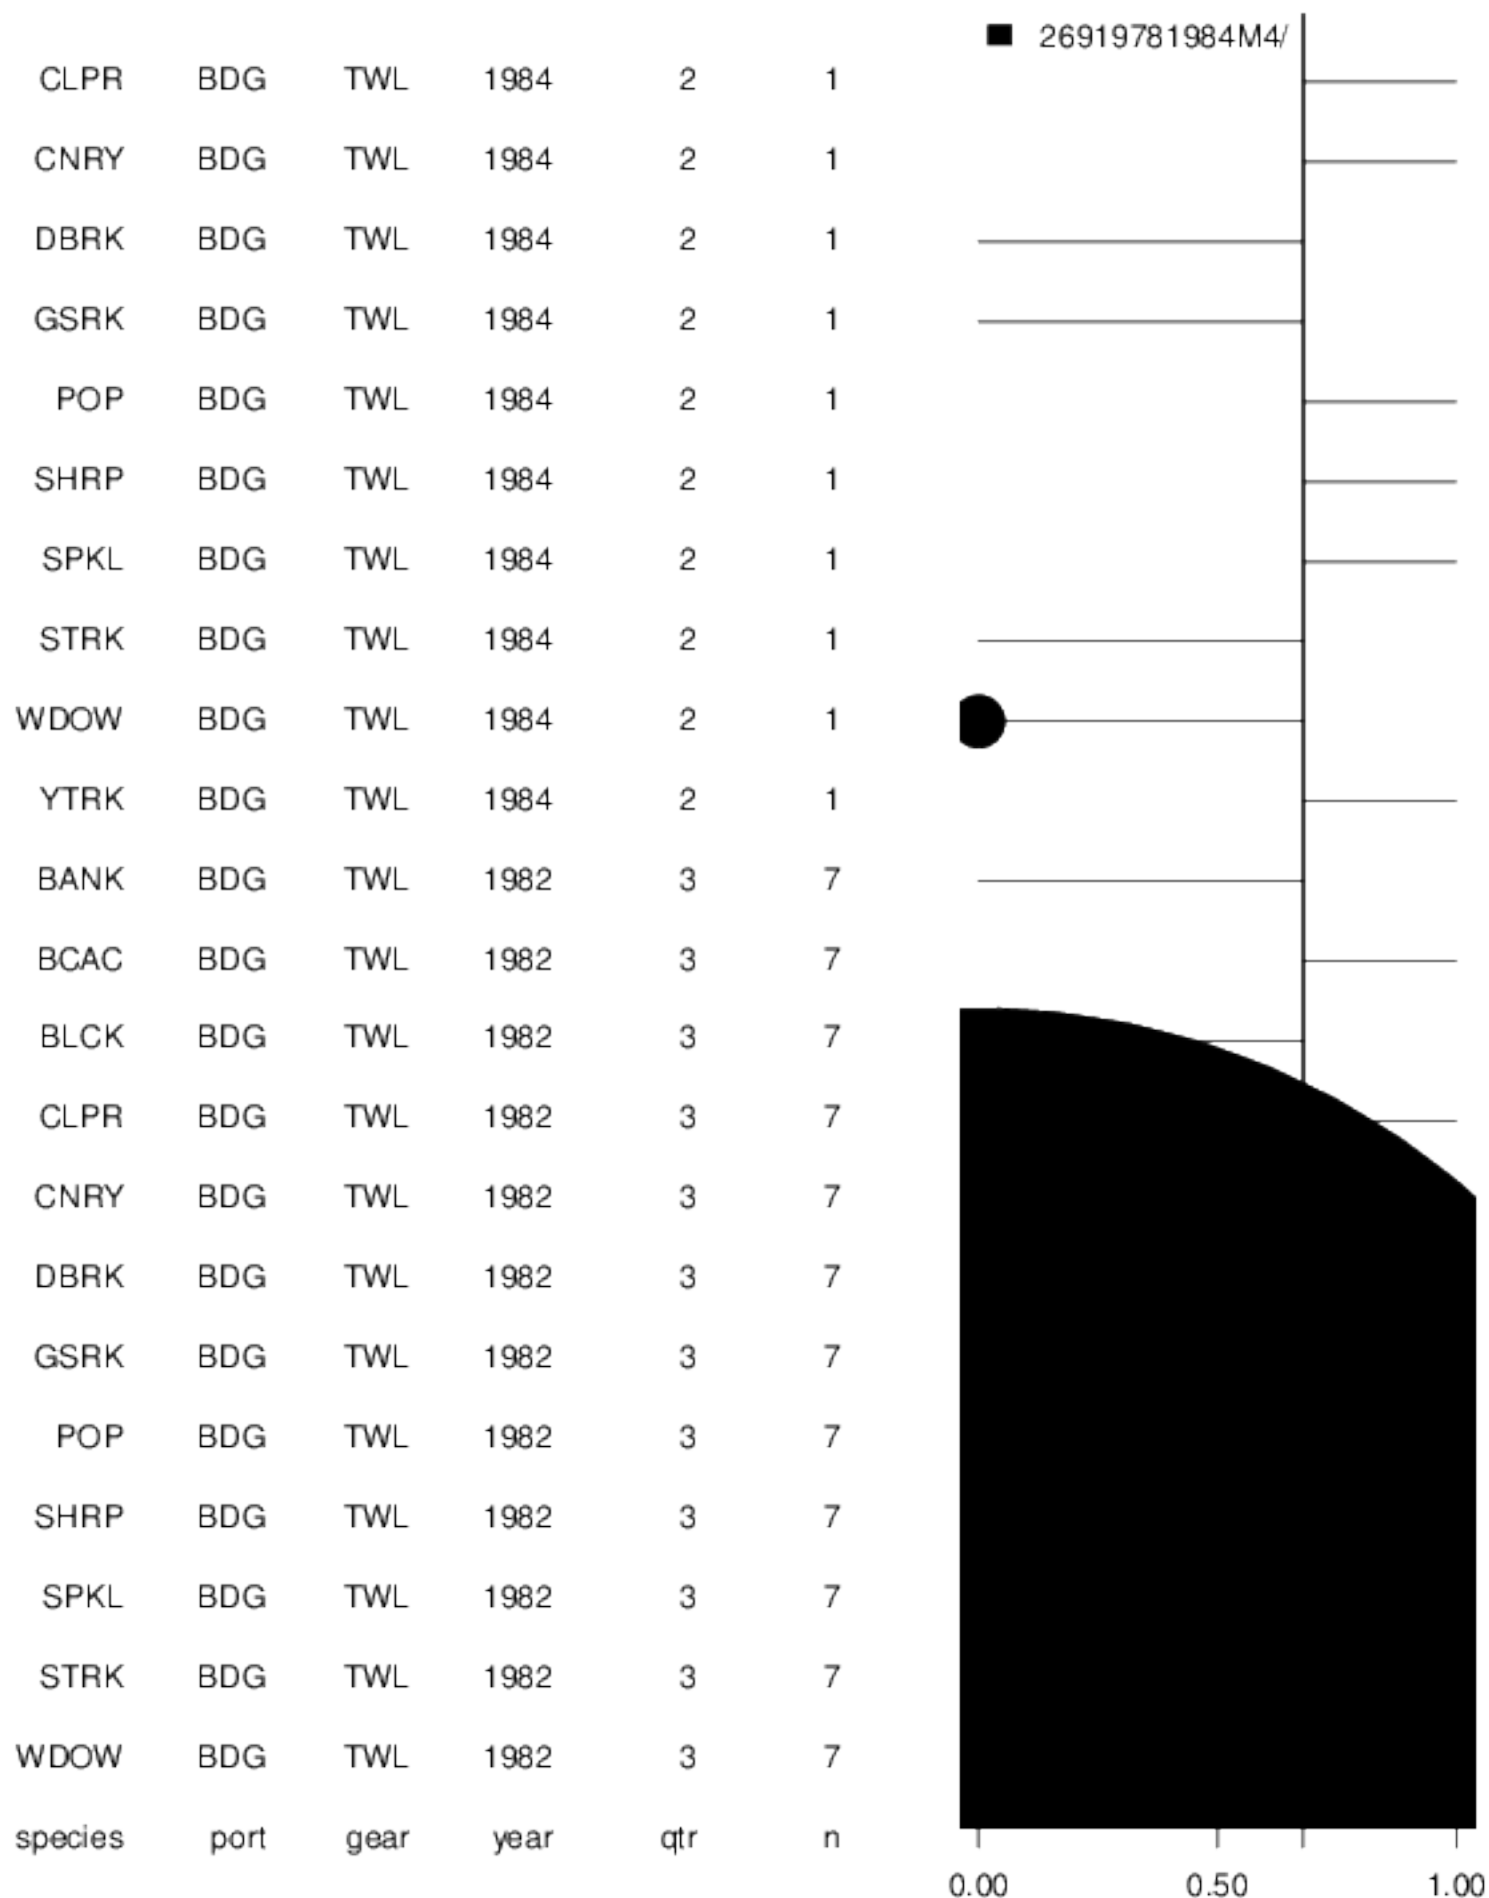 26919781984M4/
CLPR BDG TWL 1984 2 1
CNRY BDG TWL 1984 2 1
DBRK BDG TWL 1984 2 1
GSRK BDG TWL 1984 2 1
POP BDG TWL 1984 2 1
SHRP BDG TWL 1984 2 1
SPKL BDG TWL 1984 2 1
STRK BDG TWL 1984 2 1
WDOW BDG TWL 1984 2 1
YTRK BDG TWL 1984 2 1
BANK BDG TWL 1982 3 7
BCAC BDG TWL 1982 3 7
BLCK BDG TWL 1982 3 7
CLPR BDG TWL 1982 3 7
CNRY BDG TWL 1982 3 7
DBRK BDG TWL 1982 3 7
GSRK BDG TWL 1982 3 7
POP BDG TWL 1982 3 7
SHRP BDG TWL 1982 3 7
SPKL BDG TWL 1982 3 7
STRK BDG TWL 1982 3 7
WDOW BDG TWL 1982 3 7
species port gear year qtr n
0.00 0.50 1.00